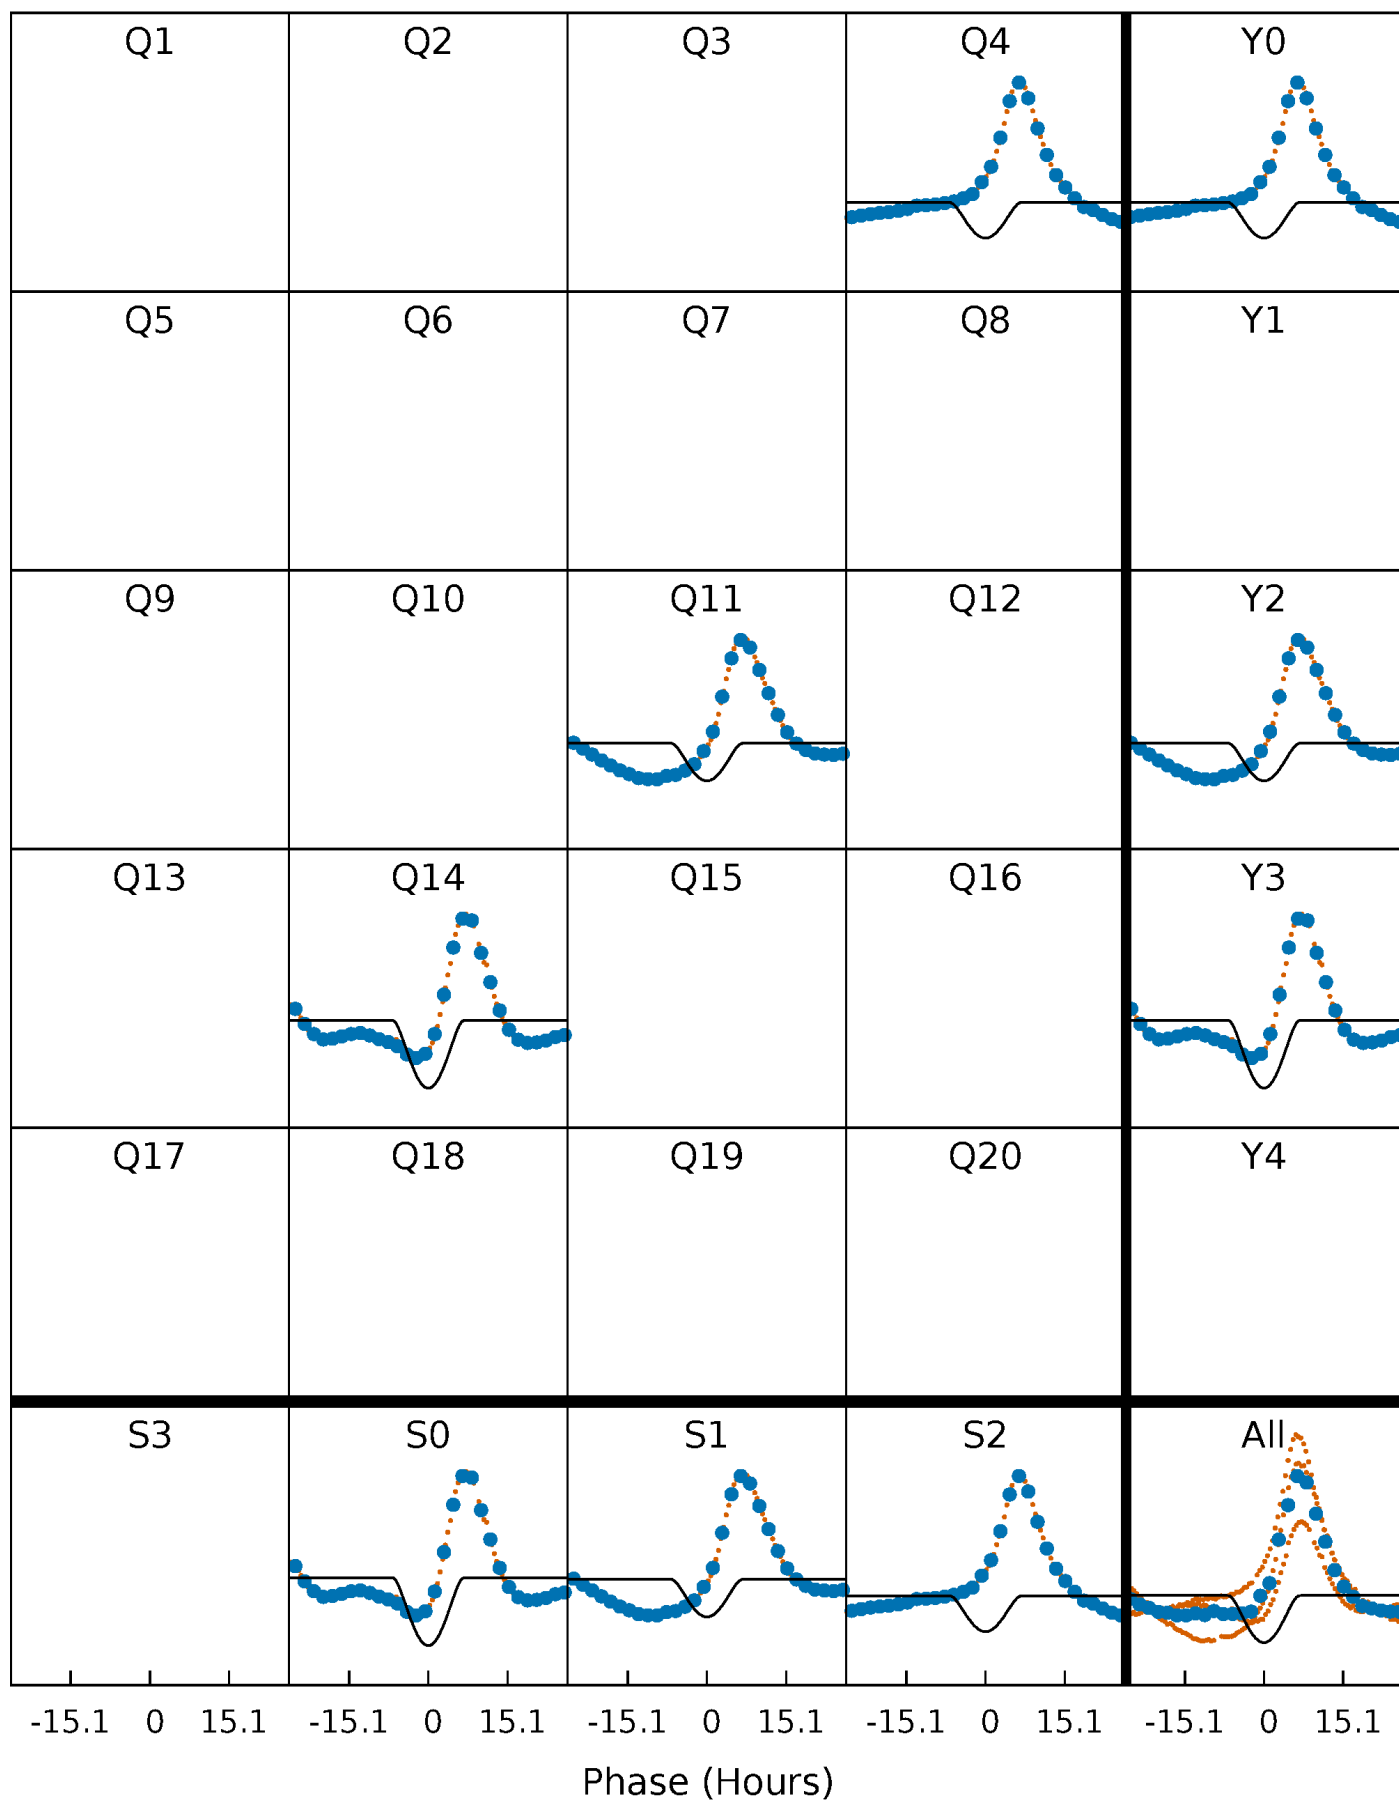 Q1 Q2 Q3 Q4 Y0
Q5 Q6 Q7 Q8 Y1
Q9 Q10 Q11 Q12 Y2
Q13 Q14 Q15 Q16 Y3
Q17 Q18 Q19 Q20 Y4
S3 S0 S1 S2 All
-15.1 0 15.1 -15.1 0 15.1 -15.1 0 15.1 -15.1 0 15.1 -15.1 0 15.1
Phase (Hours)